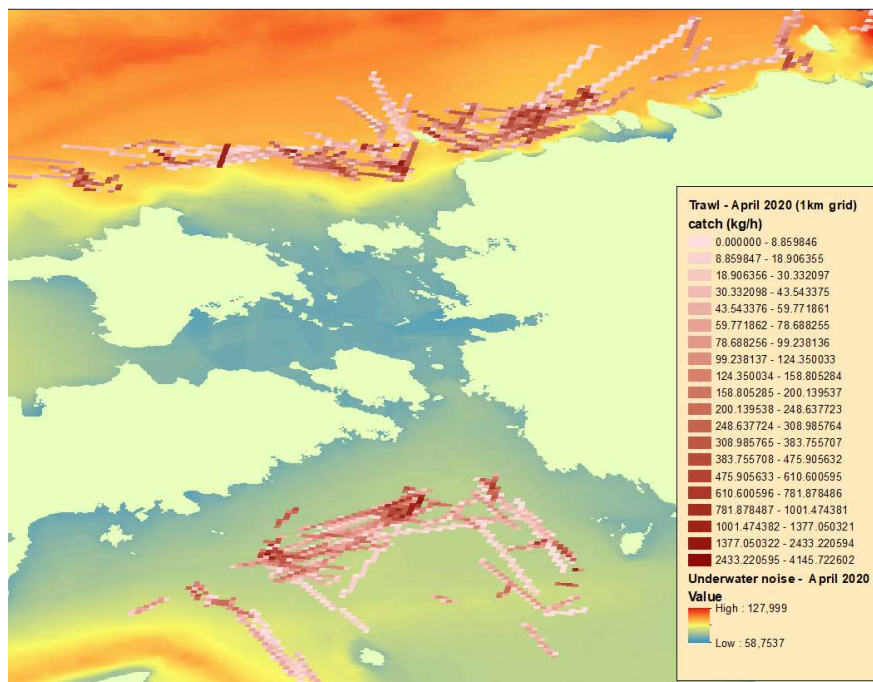 Trawl - April 2020 (1km grid)
catch (kg/h)
0.000000 - 8.859846
8.859847 - 18.906355
18.906356 - 30.332097
30.332098 - 43.543375
43.543376 - 59.771861
59.771862 - 78.688255
78.688256 - 99.238136
99.238137 - 124.350033
124.350034 - 158.805284
158.805285 - 200.139537
200.139538 - 248.637723
248.637724 - 308.985764
308.985765 - 383.755707
383.755708 - 475.905632
475.905633 - 610.600595
610.600596 - 781.878486
781.878487 - 1001.474381
1001.474382 - 1377.050321
1377.050322 - 2433.220594
2433.220595 - 4145.722602
Underwater noise - April 2020
Value
High : 127,999
Low : 58,7537